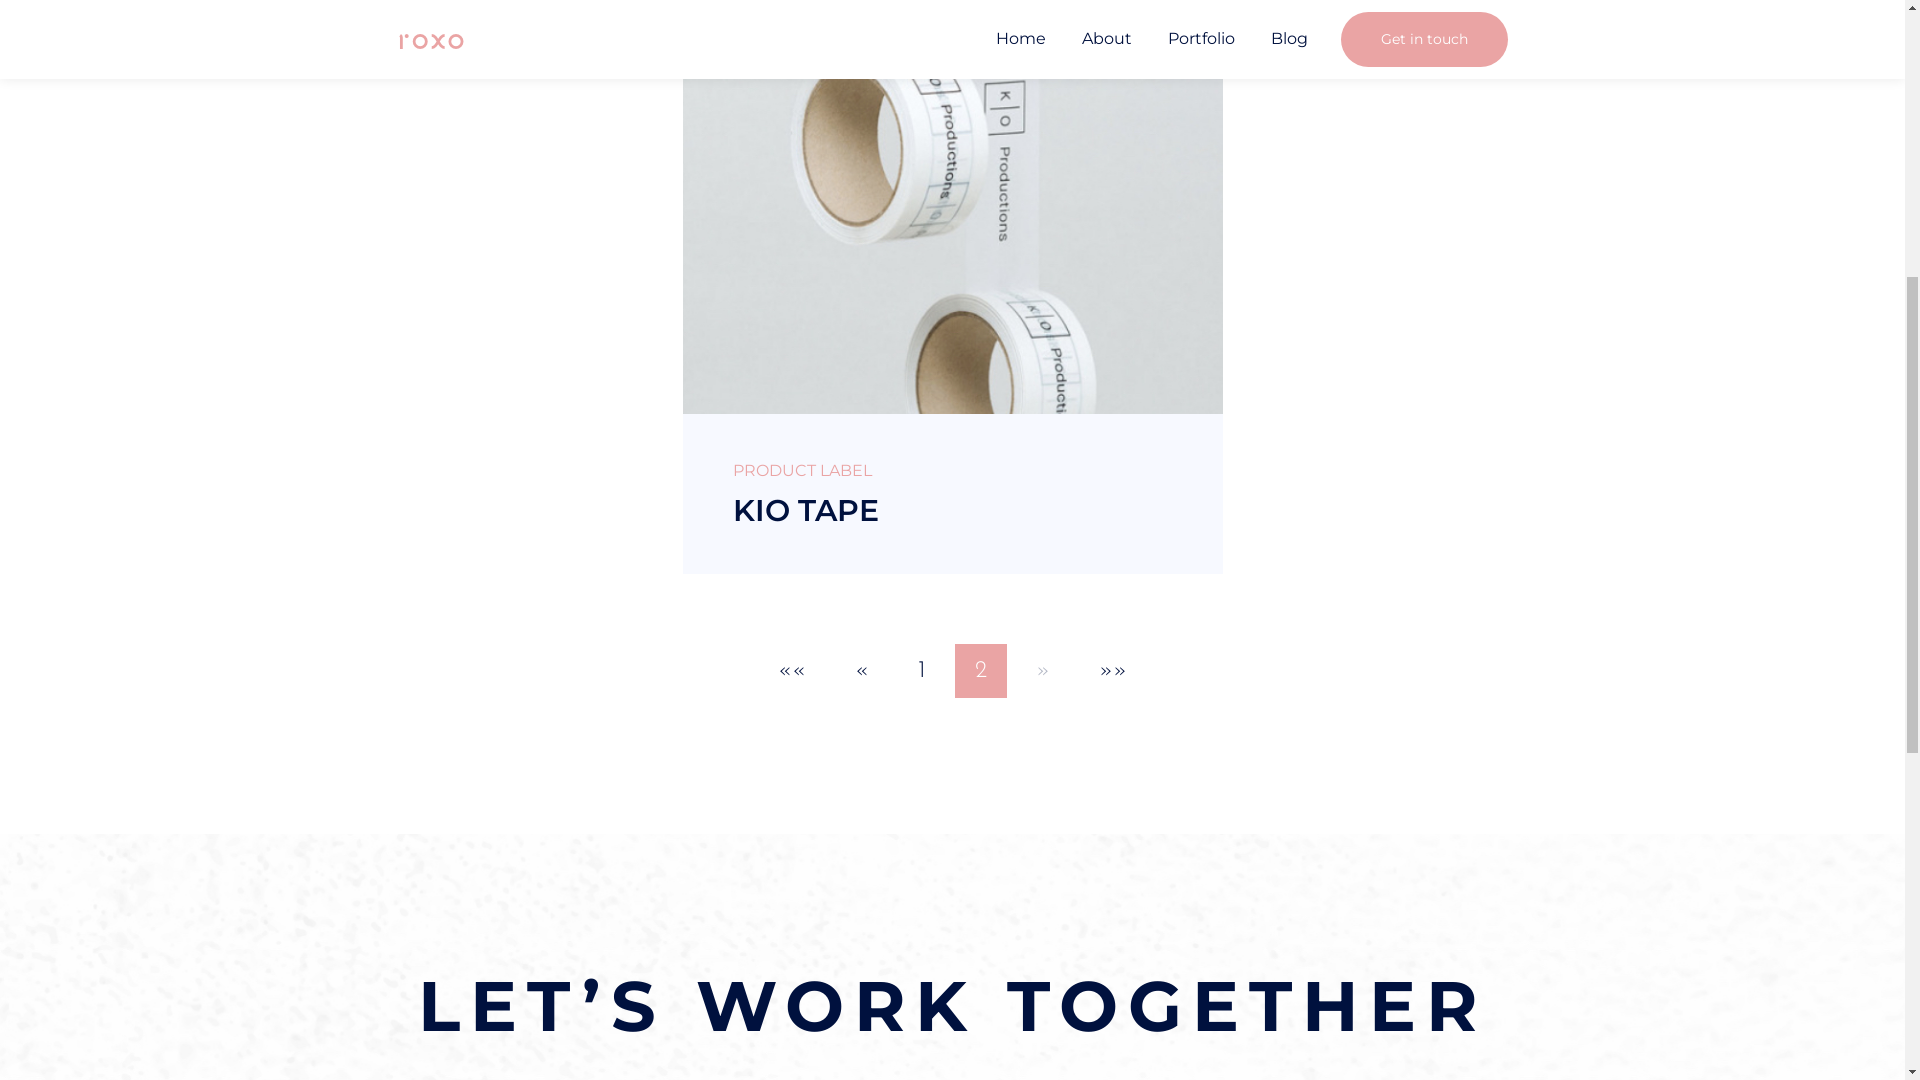 roxo
Home About Portfolio Blog Get in touch
K
O
Productions
Productions
K O
Producti
PRODUCT LABEL
KIO TAPE
«« « 1 2 » »»
LET’S WORK TOGETHER